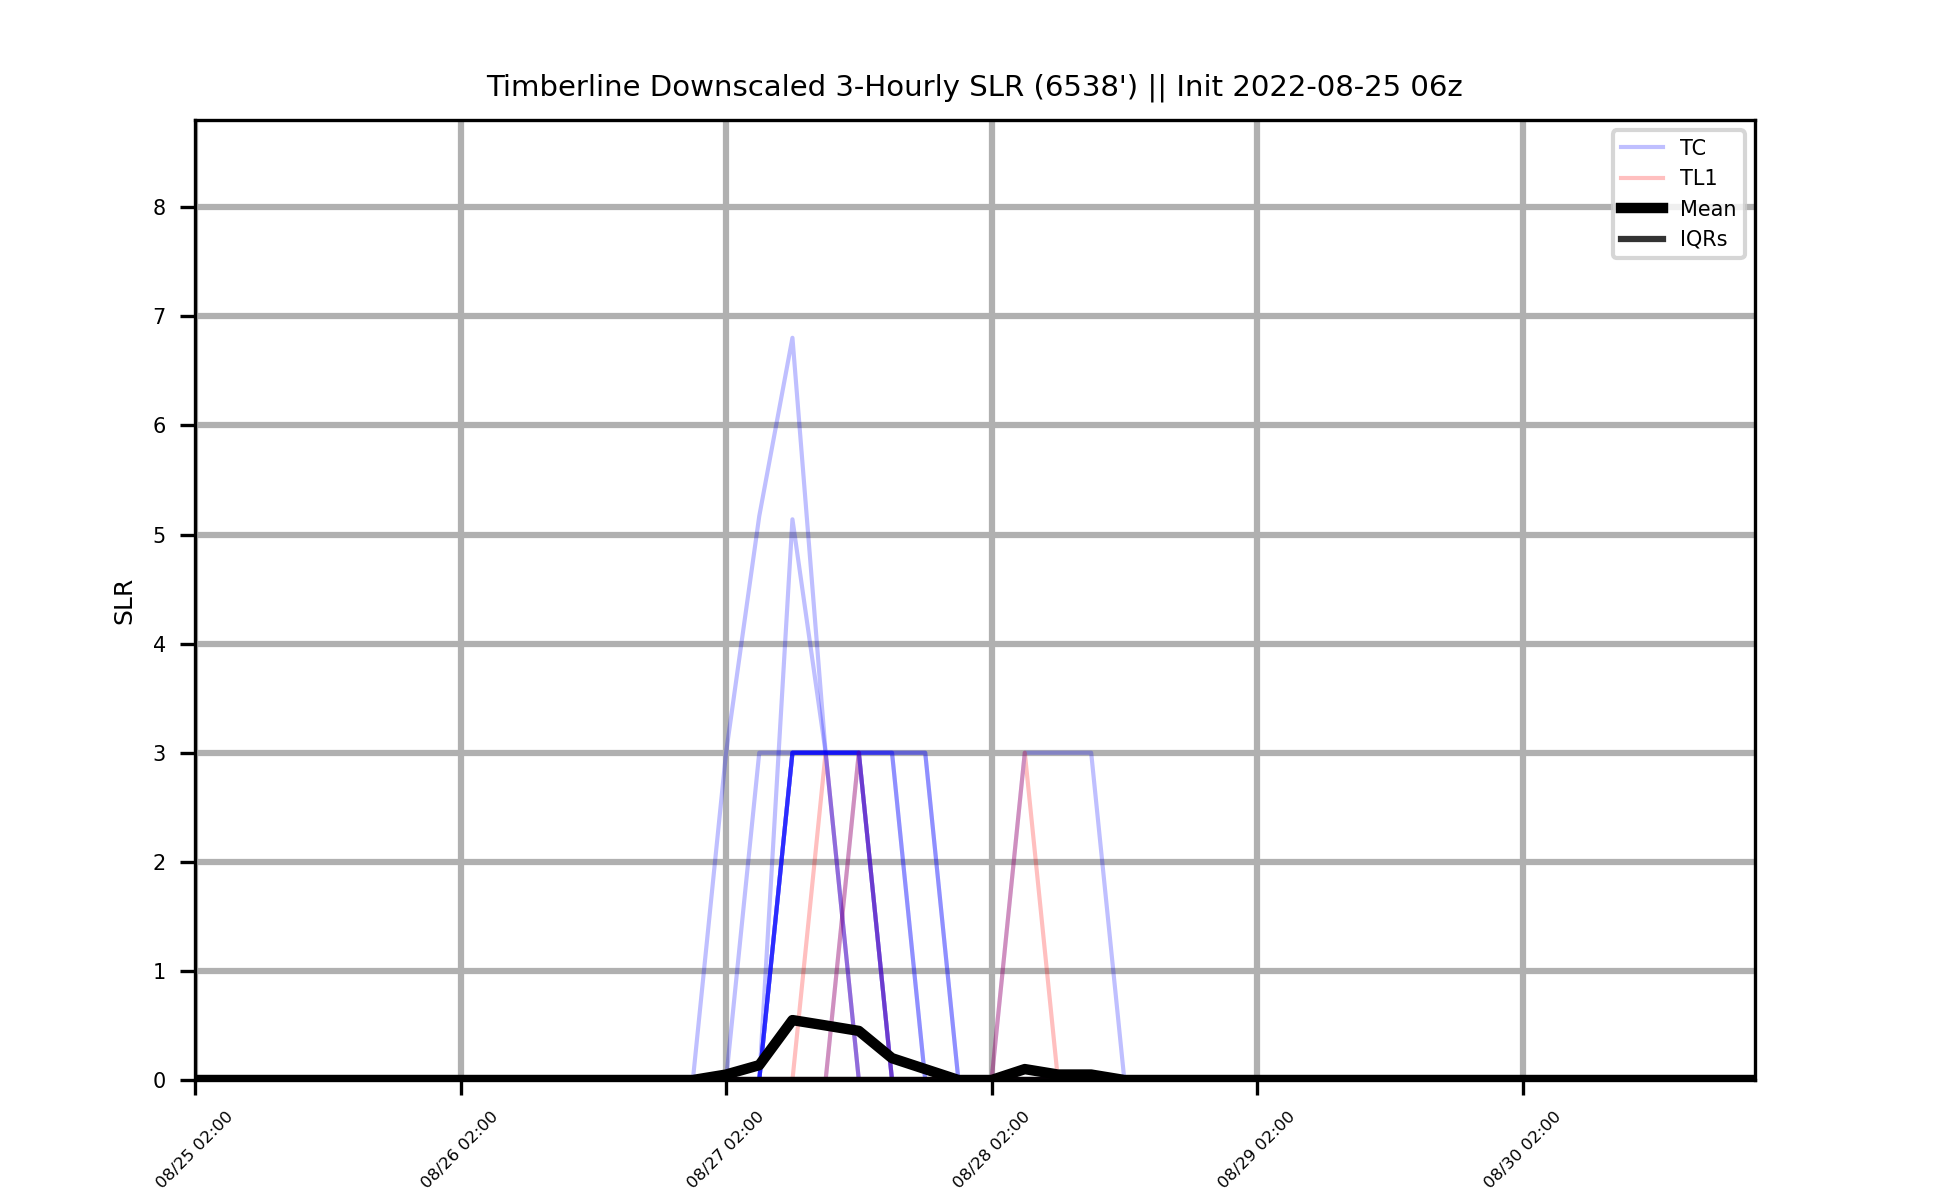 Timberline Downscaled 3-Hourly SLR (6538') || Init 2022-08-25 06z
TC
TL1
Mean
IQRs
SLR
8
7
6
5
4
3
2
1
0
08/25 02:00
08/26 02:00
08/27 02:00
08/28 02:00
08/29 02:00
08/30 02:00